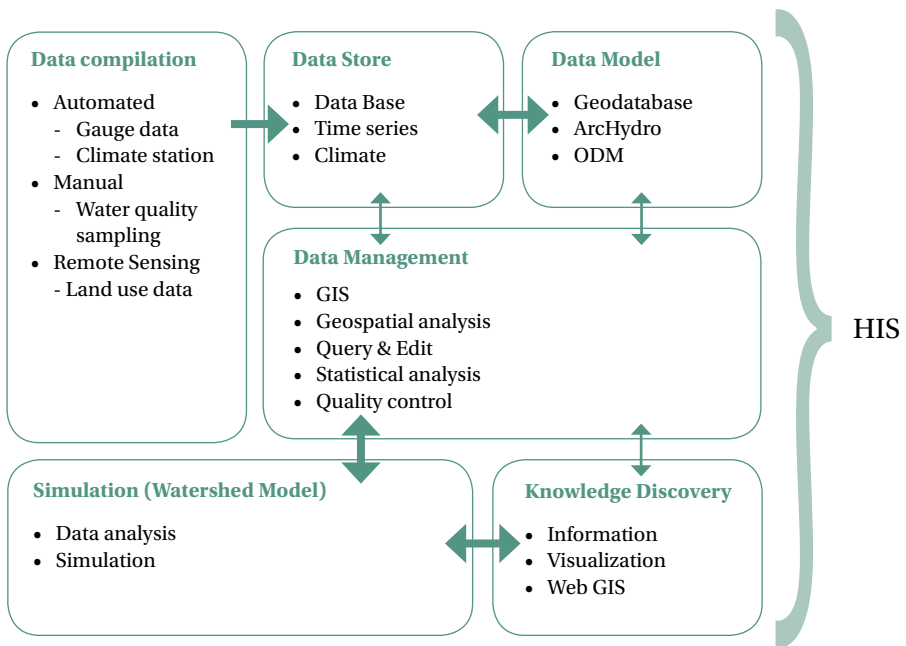 Data compilation
• Automated
- Gauge data
- Climate station
• Manual
- Water quality
sampling
• Remote Sensing
- Land use data
Data Store
• Data Base
• Time series
• Climate
Data Model
• Geodatabase
• ArcHydro
• ODM
Data Management
• GIS
• Geospatial analysis
• Query & Edit
• Statistical analysis
• Quality control
Simulation (Watershed Model)
• Data analysis
• Simulation
Knowledge Discovery
• Information
• Visualization
• Web GIS
HIS